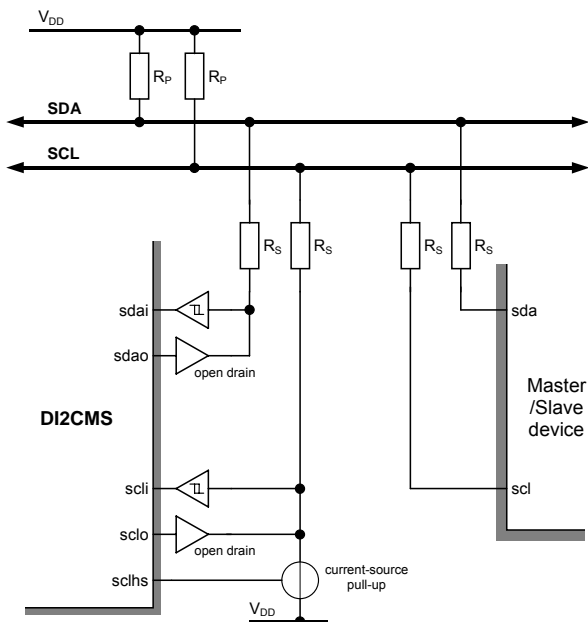 VDD
RP RP
SDA
SCL
RS RS RS RS
sdai
sda
sdao
open drain
DI2CMS
Master
/Slave
device
scli
scl
sclo
open drain
sclhs
current-source
pull-up
VDD